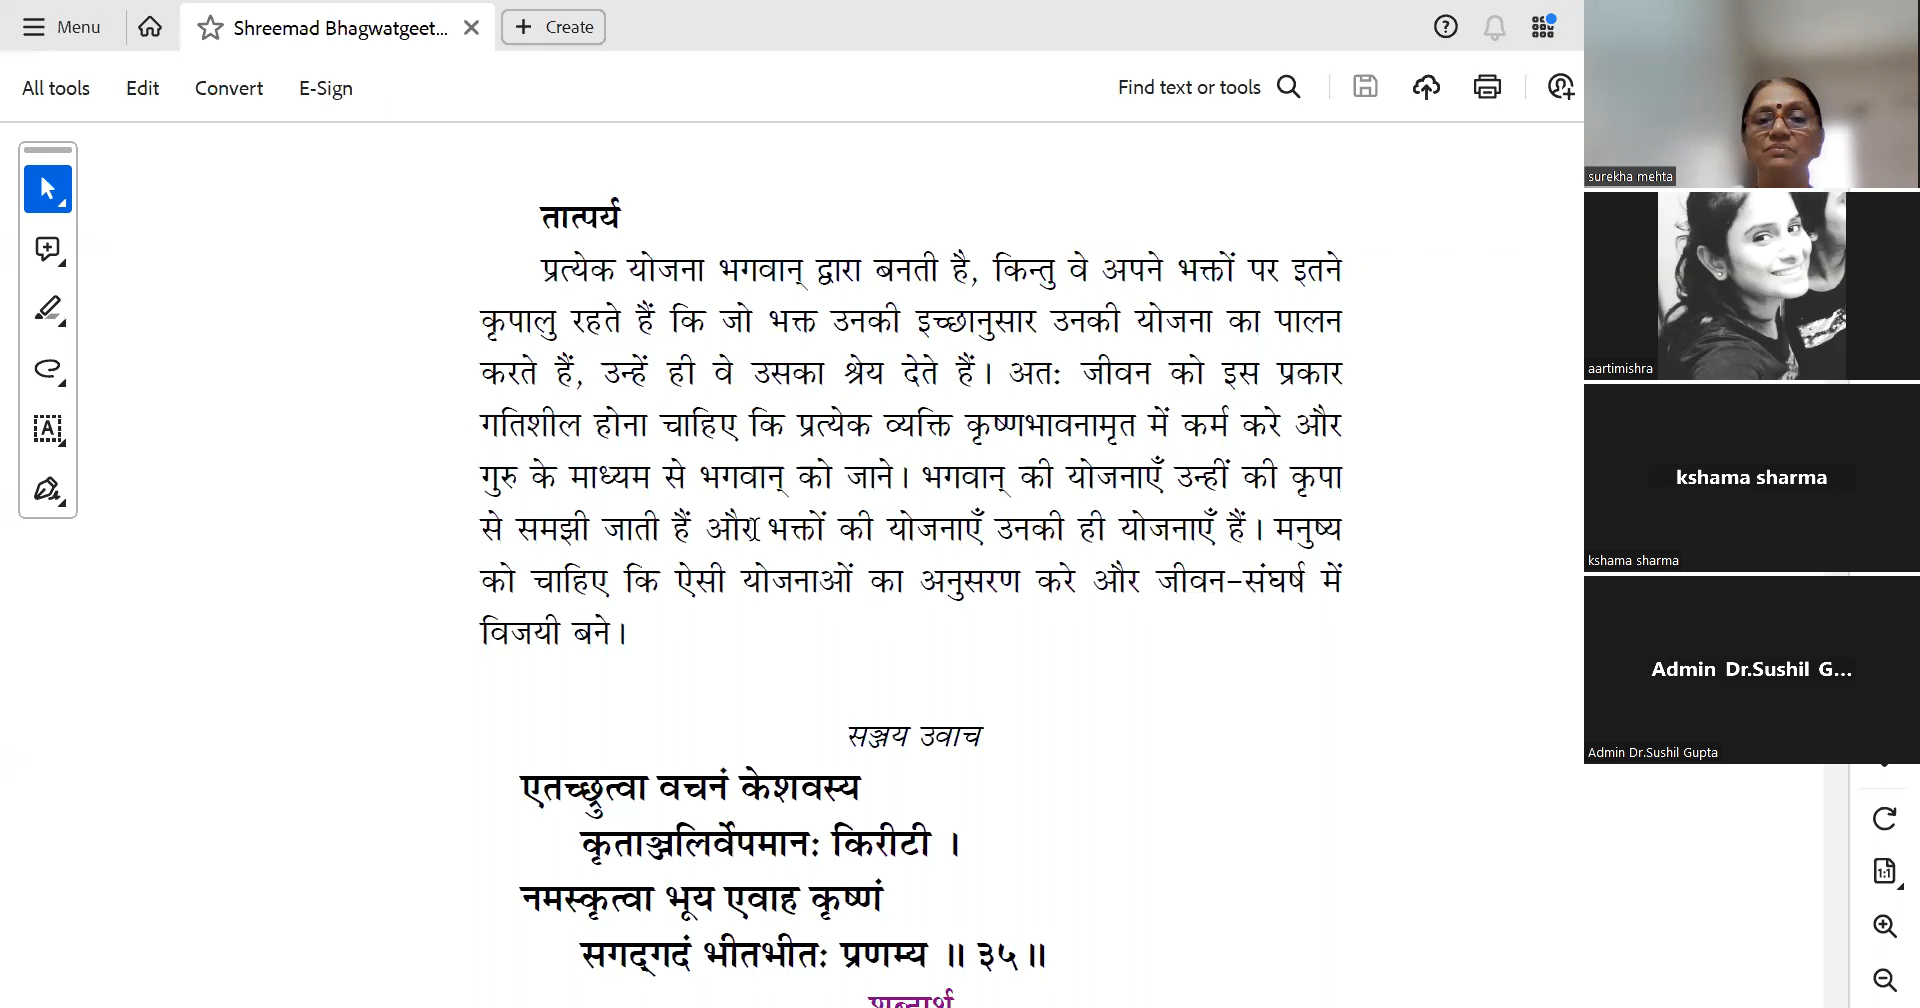 Menu
Shreemad Bhagwatgeet...
Create
All tools
Edit
Convert
E-Sign
Find text or tools
तात्पर्य
प्रत्येक योजना भगवान् द्वारा बनती है, किन्तु वे अपने भक्तों पर इतने
कृपालु रहते हैं कि जो भक्त उनकी इच्छानुसार उनकी योजना का पालन
करते हैं, उन्हें ही वे उसका श्रेय देते हैं। अतः जीवन को इस प्रकार
गतिशील होना चाहिए कि प्रत्येक व्यक्ति कृष्णभावनामृत में कर्म करे और
गुरु के माध्यम से भगवान् को जाने। भगवान् की योजनाएँ उन्हीं की कृपा
से समझी जाती हैं और भक्तों की योजनाएँ उनकी ही योजनाएँ हैं। मनुष्य
को चाहिए कि ऐसी योजनाओं का अनुसरण करे और जीवन-संघर्ष में
विजयी बने।
सञ्जय उवाच
एतच्छ्रुत्वा वचनं केशवस्य
कृताञ्जलिर्वेपमानः किरीटी ।
नमस्कृत्वा भूय एवाह कृष्णं
सगद्गदं भीतभीतः प्रणम्य ॥ ३५॥
शब्दार्थ
surekha mehta
aartimishra
kshama sharma
kshama sharma
Admin Dr.Sushil G...
Admin Dr.Sushil Gupta
1:1